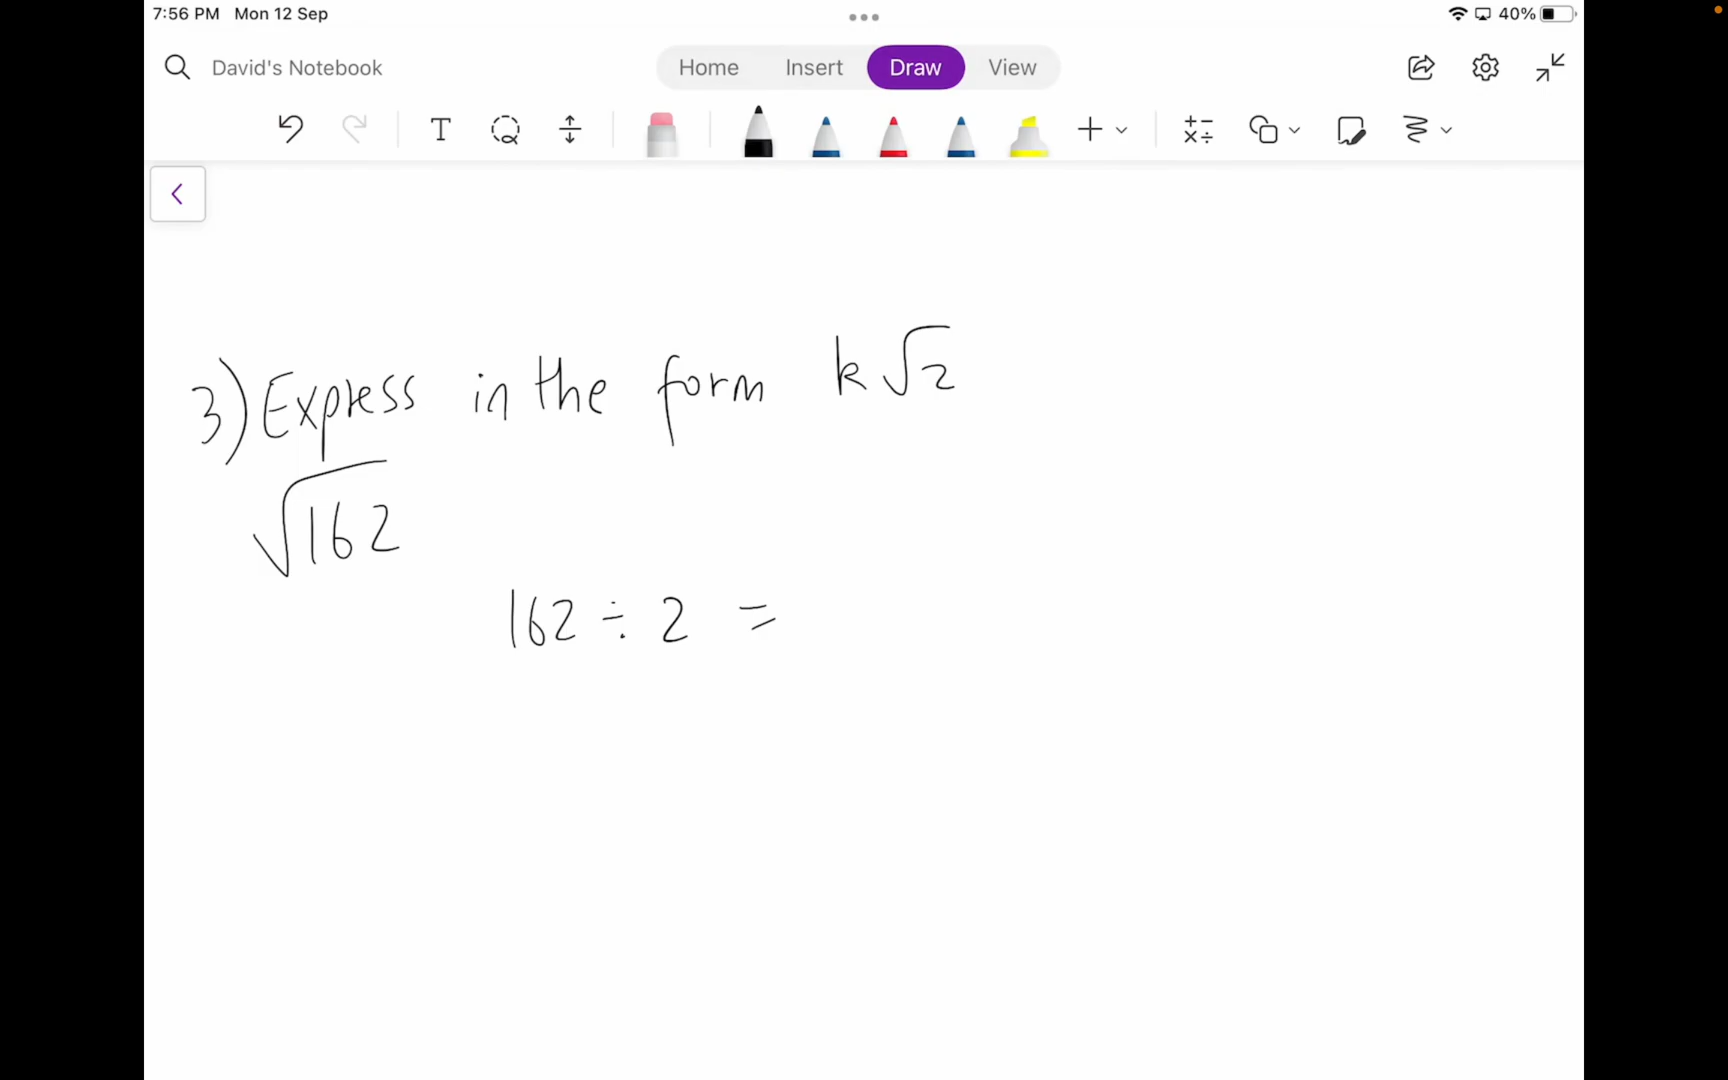 7:56 PM Mon 12 Sep 40%
David's Notebook Home Insert Draw View
T
3) Express in the form k√2
√162
162 ÷ 2 =